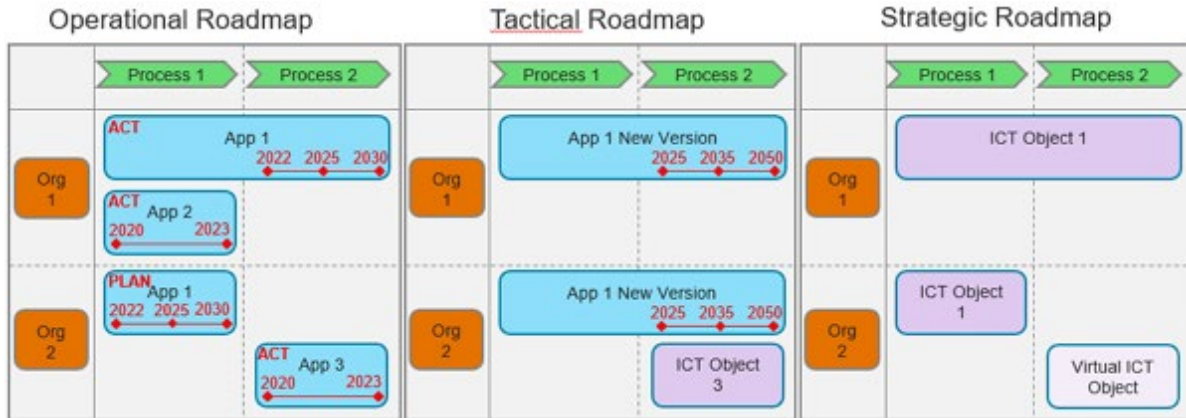 Operational Roadmap
Process 1
Process 2
Org
1
ACT
App 1
2022 2025 2030
ACT
App 2
2020 2023
Org
2
PLAN
App 1
2022 2025 2030
ACT
App 3
2020 2023
Tactical Roadmap
Process 1
Process 2
Org
1
App 1 New Version
2025 2035 2050
Org
2
App 1 New Version
2025 2035 2050
ICT Object
3
Strategic Roadmap
Process 1
Process 2
Org
1
ICT Object 1
Org
2
ICT Object
1
Virtual ICT
Object